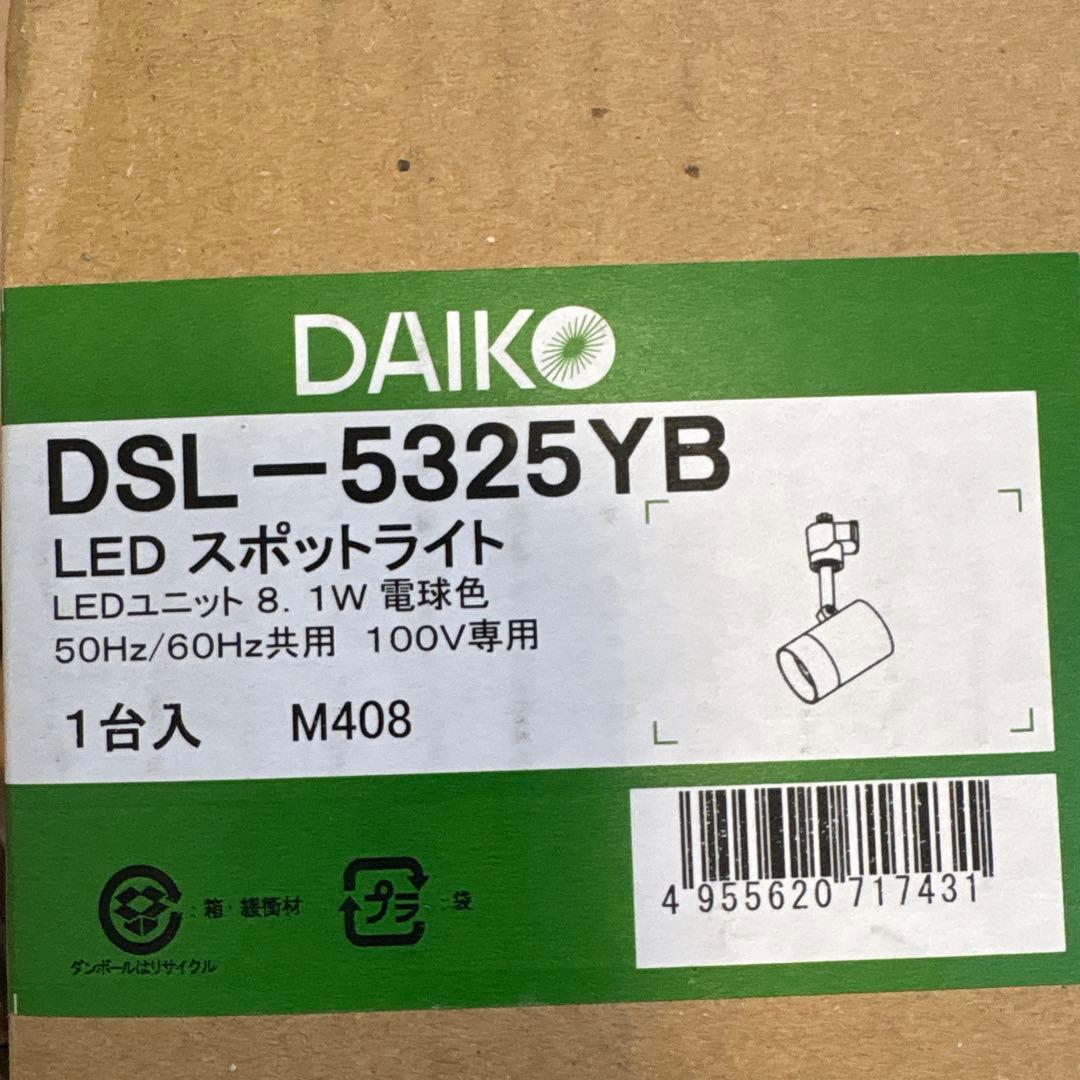 DAIKO
DSL-5325YB
LED スポットライト
LEDユニット 8.1W 電球色
50Hz/60Hz共用 100V専用
1台入 M408
4 955620 717431
:箱・緩衝材
プラ :袋
ダンボールはリサイクル